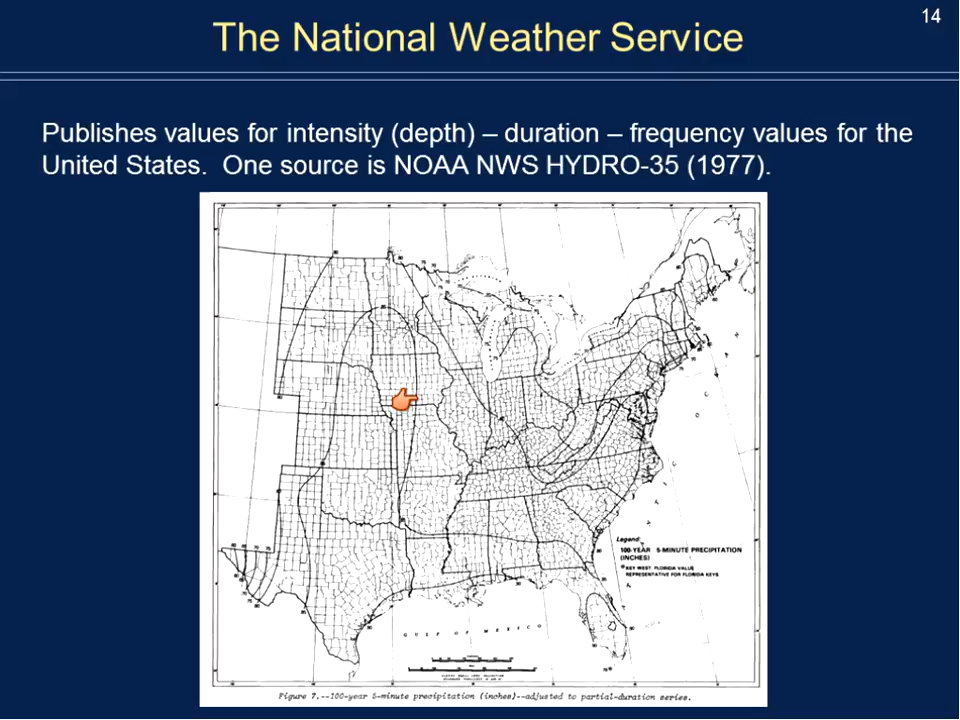 14
The National Weather Service
Publishes values for intensity (depth) – duration – frequency values for the
United States. One source is NOAA NWS HYDRO-35 (1977).
Legend
100-YEAR 5-MINUTE PRECIPITATION
(INCHES)
KEY WEST, FLORIDA VALUE
REPRESENTATIVE FOR FLORIDA KEYS
ATLANTIC OCEAN
GULF OF MEXICO
Figure 7.--100-year 5-minute precipitation (inches)--adjusted to partial-duration series.